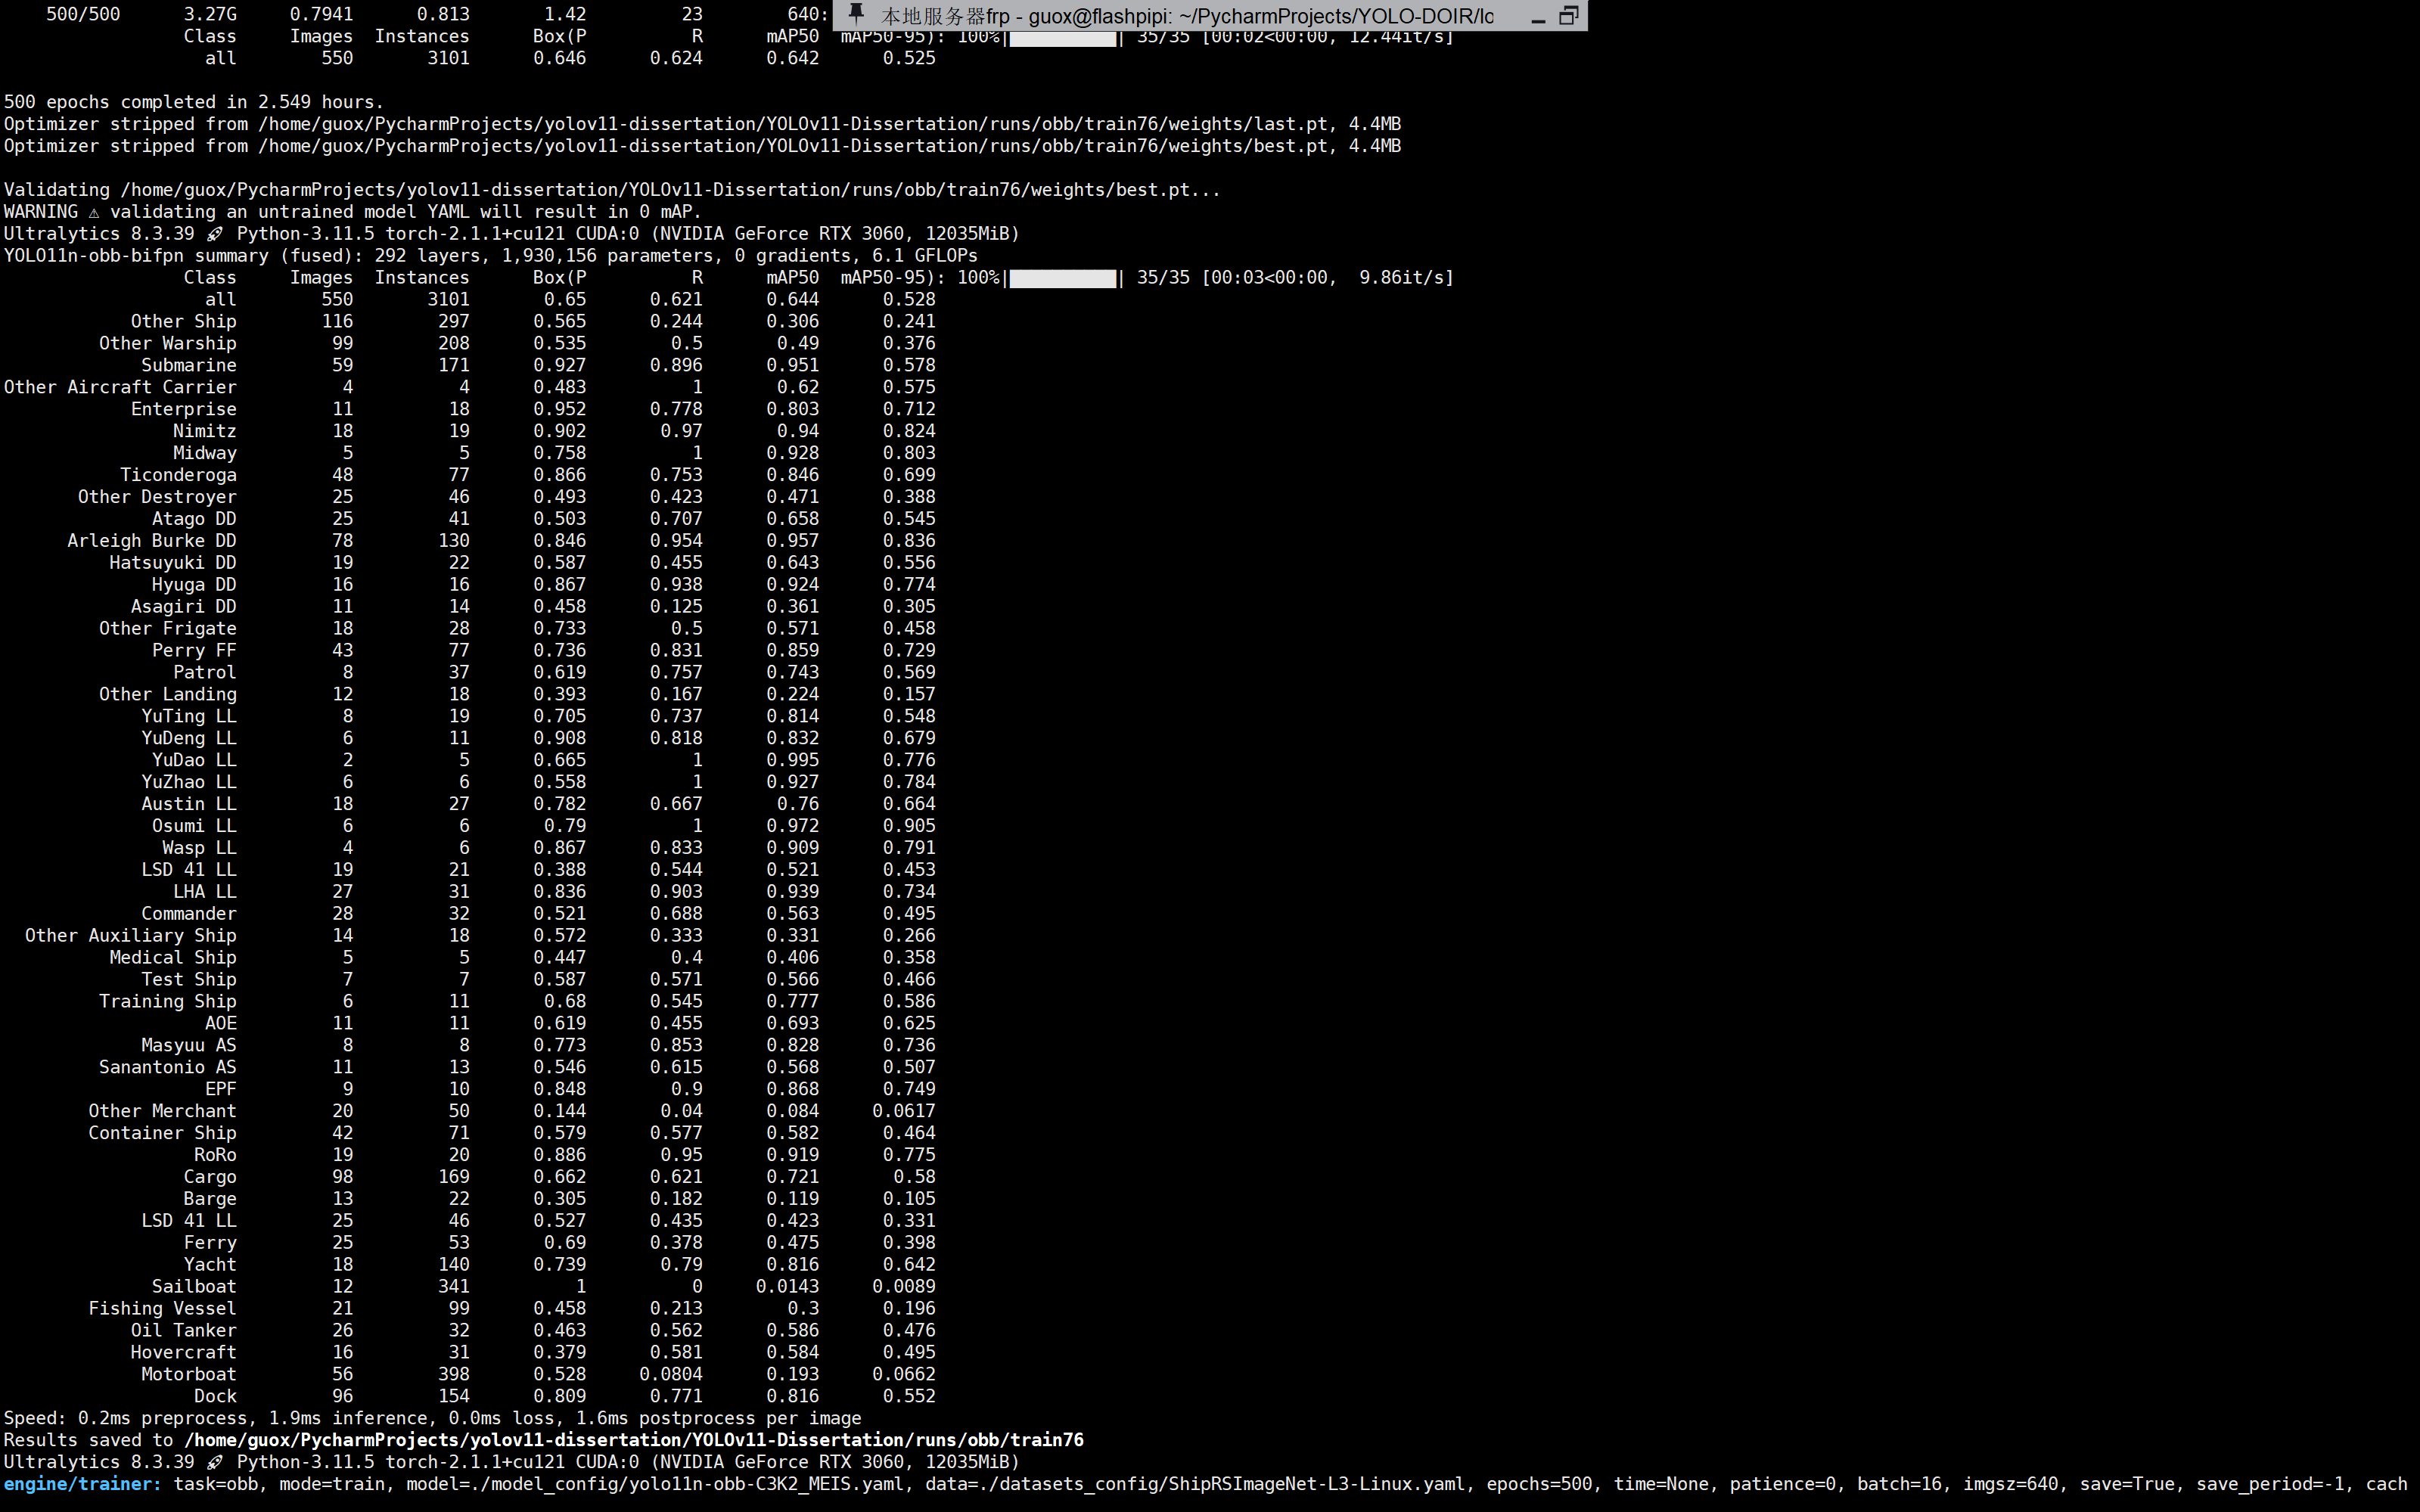 500/500 3.27G 0.7941 0.813 1.42 23 640:
本地服务器frp - guox@flashpipi: ~/PycharmProjects/YOLO-DOIR/lo
Class Images Instances Box(P R mAP50 mAP50-95): 100%|██████████| 35/35 [00:02<00:00, 12.44it/s]
all 550 3101 0.646 0.624 0.642 0.525
500 epochs completed in 2.549 hours.
Optimizer stripped from /home/guox/PycharmProjects/yolov11-dissertation/YOLOv11-Dissertation/runs/obb/train76/weights/last.pt, 4.4MB
Optimizer stripped from /home/guox/PycharmProjects/yolov11-dissertation/YOLOv11-Dissertation/runs/obb/train76/weights/best.pt, 4.4MB
Validating /home/guox/PycharmProjects/yolov11-dissertation/YOLOv11-Dissertation/runs/obb/train76/weights/best.pt...
WARNING ⚠ validating an untrained model YAML will result in 0 mAP.
Ultralytics 8.3.39 🚀 Python-3.11.5 torch-2.1.1+cu121 CUDA:0 (NVIDIA GeForce RTX 3060, 12035MiB)
YOLO11n-obb-bifpn summary (fused): 292 layers, 1,930,156 parameters, 0 gradients, 6.1 GFLOPs
Class Images Instances Box(P R mAP50 mAP50-95): 100%|██████████| 35/35 [00:03<00:00, 9.86it/s]
all 550 3101 0.65 0.621 0.644 0.528
Other Ship 116 297 0.565 0.244 0.306 0.241
Other Warship 99 208 0.535 0.5 0.49 0.376
Submarine 59 171 0.927 0.896 0.951 0.578
Other Aircraft Carrier 4 4 0.483 1 0.62 0.575
Enterprise 11 18 0.952 0.778 0.803 0.712
Nimitz 18 19 0.902 0.97 0.94 0.824
Midway 5 5 0.758 1 0.928 0.803
Ticonderoga 48 77 0.866 0.753 0.846 0.699
Other Destroyer 25 46 0.493 0.423 0.471 0.388
Atago DD 25 41 0.503 0.707 0.658 0.545
Arleigh Burke DD 78 130 0.846 0.954 0.957 0.836
Hatsuyuki DD 19 22 0.587 0.455 0.643 0.556
Hyuga DD 16 16 0.867 0.938 0.924 0.774
Asagiri DD 11 14 0.458 0.125 0.361 0.305
Other Frigate 18 28 0.733 0.5 0.571 0.458
Perry FF 43 77 0.736 0.831 0.859 0.729
Patrol 8 37 0.619 0.757 0.743 0.569
Other Landing 12 18 0.393 0.167 0.224 0.157
YuTing LL 8 19 0.705 0.737 0.814 0.548
YuDeng LL 6 11 0.908 0.818 0.832 0.679
YuDao LL 2 5 0.665 1 0.995 0.776
YuZhao LL 6 6 0.558 1 0.927 0.784
Austin LL 18 27 0.782 0.667 0.76 0.664
Osumi LL 6 6 0.79 1 0.972 0.905
Wasp LL 4 6 0.867 0.833 0.909 0.791
LSD 41 LL 19 21 0.388 0.544 0.521 0.453
LHA LL 27 31 0.836 0.903 0.939 0.734
Commander 28 32 0.521 0.688 0.563 0.495
Other Auxiliary Ship 14 18 0.572 0.333 0.331 0.266
Medical Ship 5 5 0.447 0.4 0.406 0.358
Test Ship 7 7 0.587 0.571 0.566 0.466
Training Ship 6 11 0.68 0.545 0.777 0.586
AOE 11 11 0.619 0.455 0.693 0.625
Masyuu AS 8 8 0.773 0.853 0.828 0.736
Sanantonio AS 11 13 0.546 0.615 0.568 0.507
EPF 9 10 0.848 0.9 0.868 0.749
Other Merchant 20 50 0.144 0.04 0.084 0.0617
Container Ship 42 71 0.579 0.577 0.582 0.464
RoRo 19 20 0.886 0.95 0.919 0.775
Cargo 98 169 0.662 0.621 0.721 0.58
Barge 13 22 0.305 0.182 0.119 0.105
LSD 41 LL 25 46 0.527 0.435 0.423 0.331
Ferry 25 53 0.69 0.378 0.475 0.398
Yacht 18 140 0.739 0.79 0.816 0.642
Sailboat 12 341 1 0 0.0143 0.0089
Fishing Vessel 21 99 0.458 0.213 0.3 0.196
Oil Tanker 26 32 0.463 0.562 0.586 0.476
Hovercraft 16 31 0.379 0.581 0.584 0.495
Motorboat 56 398 0.528 0.0804 0.193 0.0662
Dock 96 154 0.809 0.771 0.816 0.552
Speed: 0.2ms preprocess, 1.9ms inference, 0.0ms loss, 1.6ms postprocess per image
Results saved to /home/guox/PycharmProjects/yolov11-dissertation/YOLOv11-Dissertation/runs/obb/train76
Ultralytics 8.3.39 🚀 Python-3.11.5 torch-2.1.1+cu121 CUDA:0 (NVIDIA GeForce RTX 3060, 12035MiB)
engine/trainer: task=obb, mode=train, model=./model_config/yolo11n-obb-C3K2_MEIS.yaml, data=./datasets_config/ShipRSImageNet-L3-Linux.yaml, epochs=500, time=None, patience=0, batch=16, imgsz=640, save=True, save_period=-1, cach